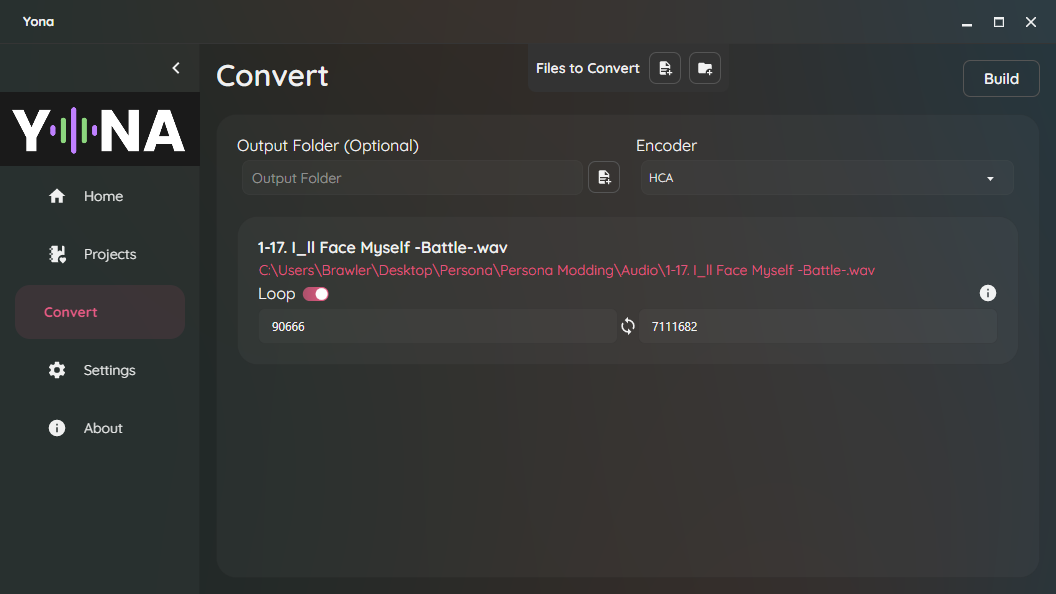 Yona
YONA
Home
Projects
Convert
Settings
About
Convert
Files to Convert
Build
Output Folder (Optional)
Output Folder
Encoder
HCA
1-17. I_ll Face Myself -Battle-.wav
C:\Users\Brawler\Desktop\Persona\Persona Modding\Audio\1-17. I_ll Face Myself -Battle-.wav
Loop
90666
7111682